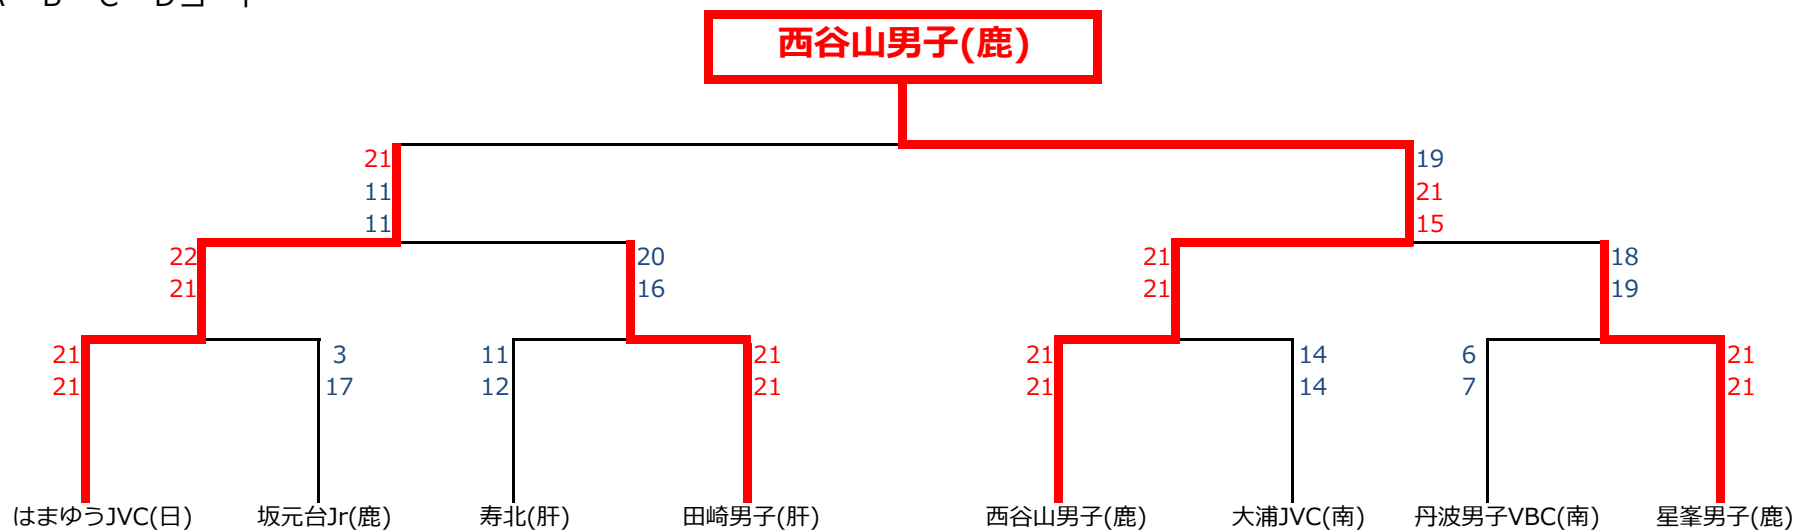 西谷山男子(鹿)
21 19
11 21
11 15
22 20 21 18
21 16 21 19
21 3 11 21 21 14 6 21
21 17 12 21 21 14 7 21
はまゆうJVC(日) 坂元台Jr(鹿) 寿北(肝) 田崎男子(肝) 西谷山男子(鹿) 大浦JVC(南) 丹波男子VBC(南) 星峯男子(鹿)